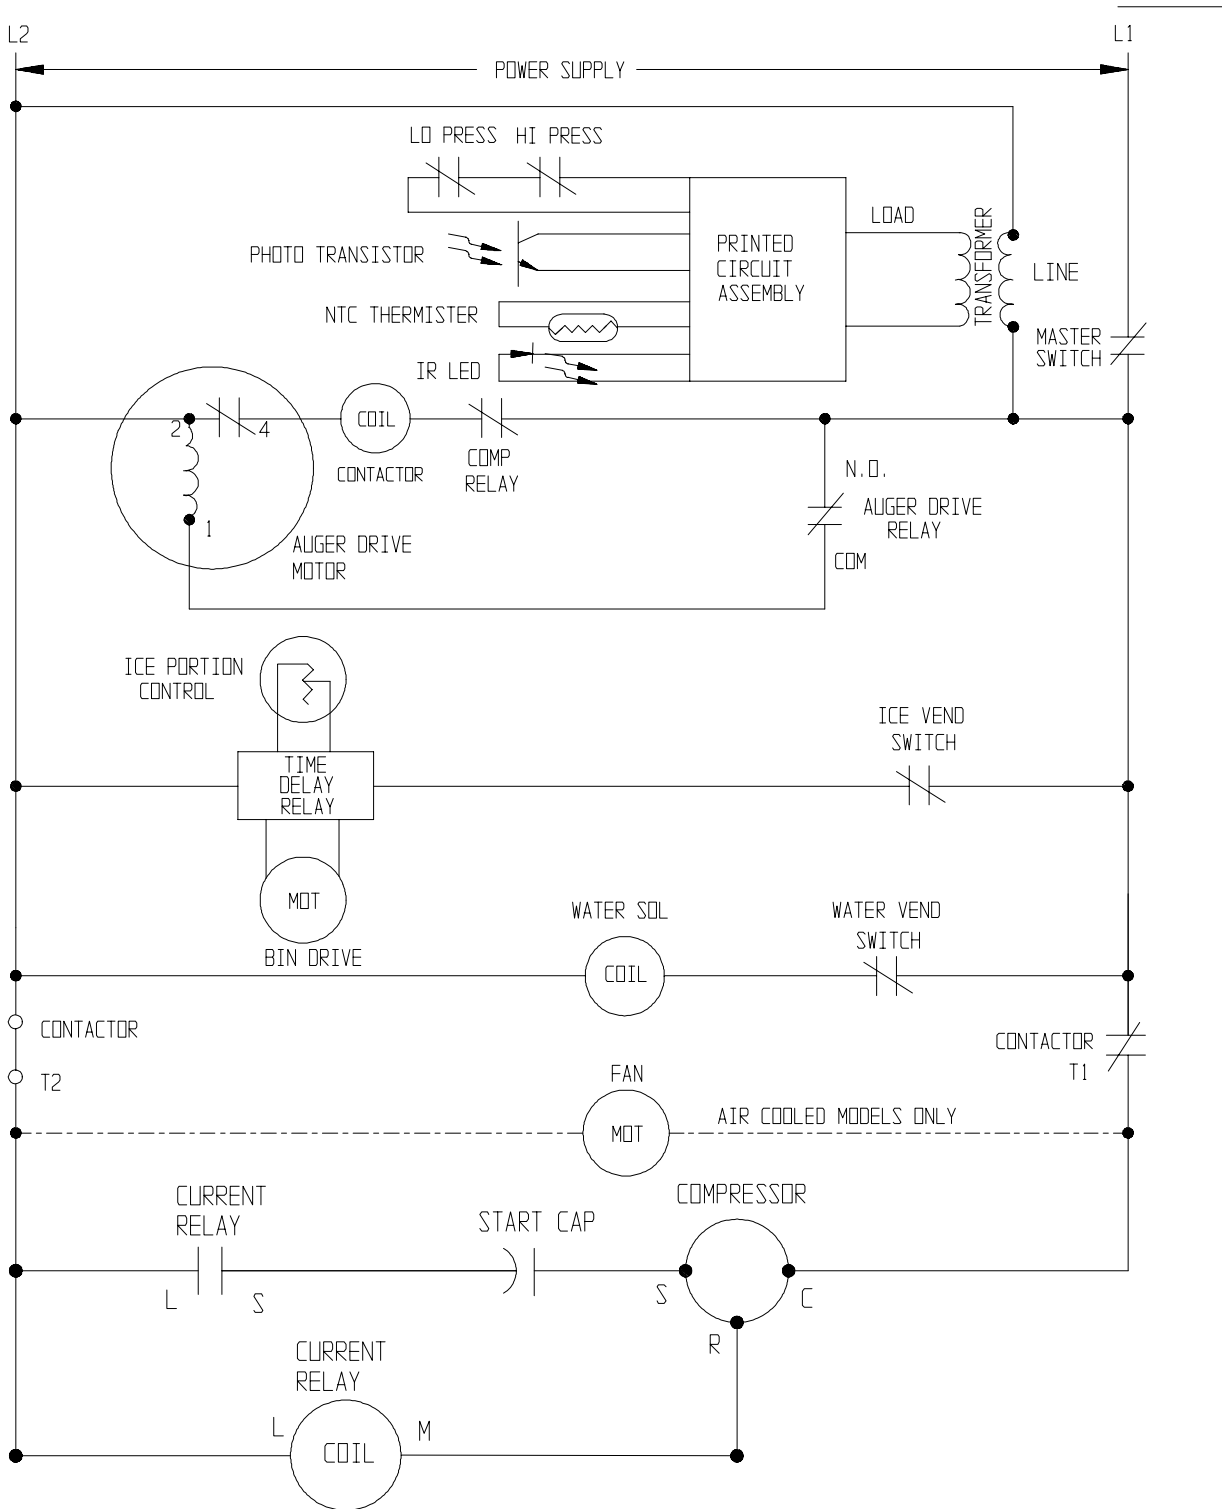 L2
L1
POWER SUPPLY
LO PRESS
HI PRESS
LOAD
TRANSFORMER
PHOTO TRANSISTOR
PRINTED
CIRCUIT
ASSEMBLY
LINE
NTC THERMISTER
MASTER
SWITCH
IR LED
2
4
COIL
CONTACTOR
COMP
RELAY
N.O.
AUGER DRIVE
RELAY
1
AUGER DRIVE
MOTOR
COM
ICE PORTION
CONTROL
ICE VEND
SWITCH
TIME
DELAY
RELAY
MOT
BIN DRIVE
WATER SOL
WATER VEND
SWITCH
COIL
CONTACTOR
T2
CONTACTOR
T1
FAN
MOT
AIR COOLED MODELS ONLY
CURRENT
RELAY
START CAP
COMPRESSOR
L
S
S
C
R
CURRENT
RELAY
L
M
COIL